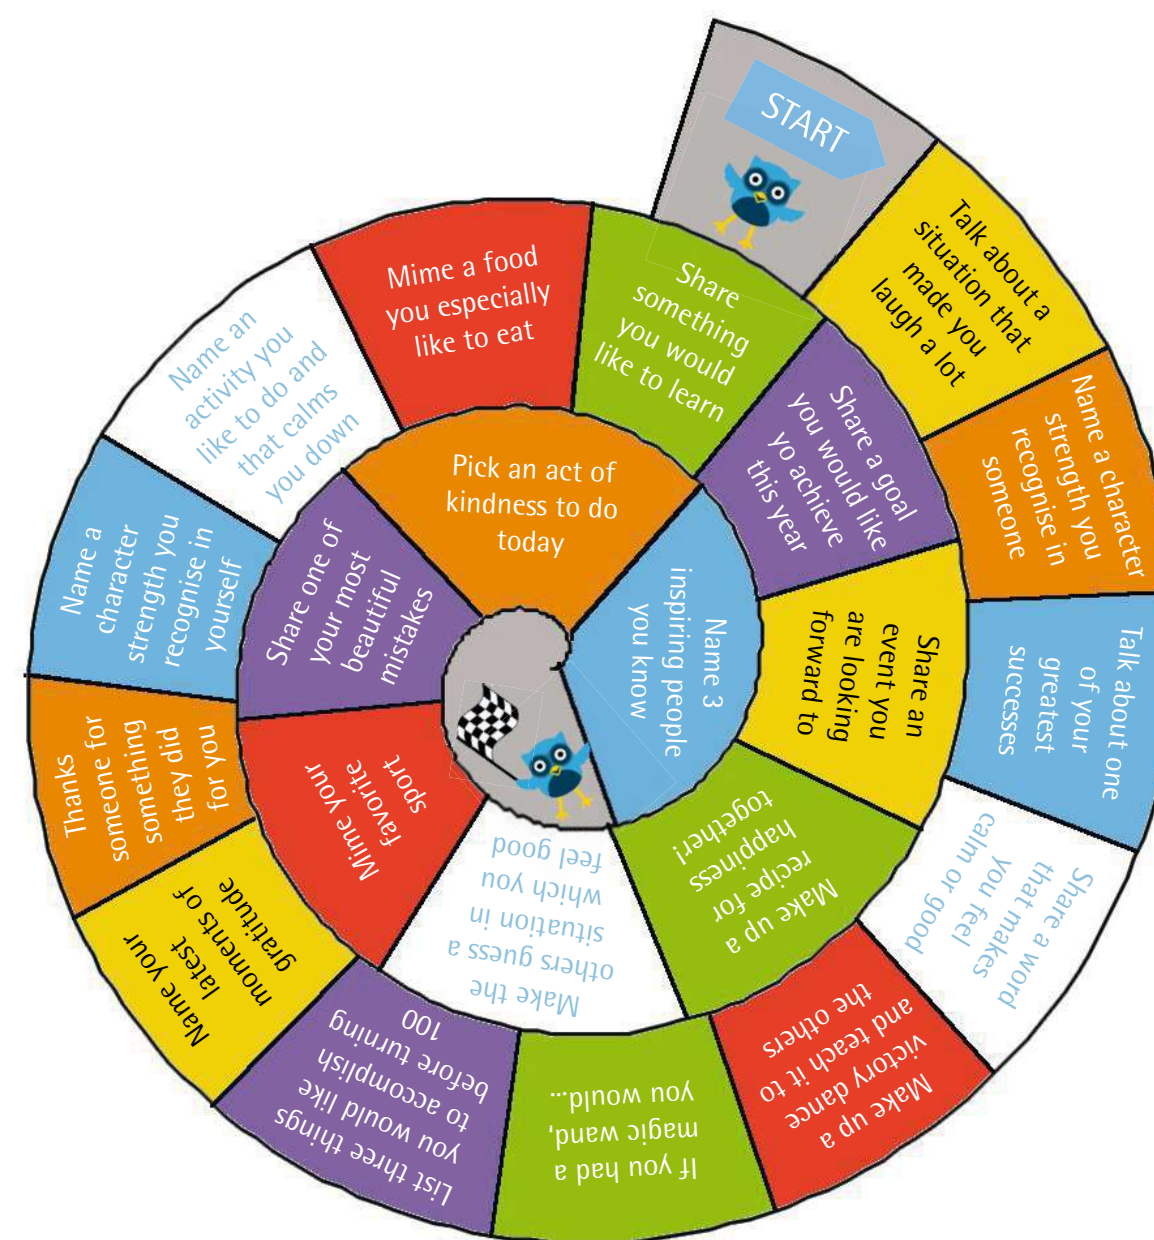 START
Talk about a
situation that
made you
laugh a lot
Name a character
strength you
recognise in
someone
Talk about one
of your
greatest
successes
Share a word
that makes
you feel
calm or good
Make up a
victory dance
and teach it to
the others
If you had a
magic wand,
you would...
List three things
you would like
to accomplish
before turning
100
Name your
latest
moments of
gratitude
Thanks
someone for
something
they did
for you
Name a
character
strength you
recognise in
yourself
Name an
activity you
like to do and
that calms
you down
Mime a food
you especially
like to eat
Share
something
you would
like to learn
Share a goal
you would like
yo achieve
this year
Share an
event you
are looking
forward to
Make up a
recipe for
happiness
together!
Make the
others guess a
situation in
which you
feel good
Mime your
favorite
sport
Share one of
your most
beautiful
mistakes
Pick an act of
kindness to do
today
Name 3
inspiring people
you know